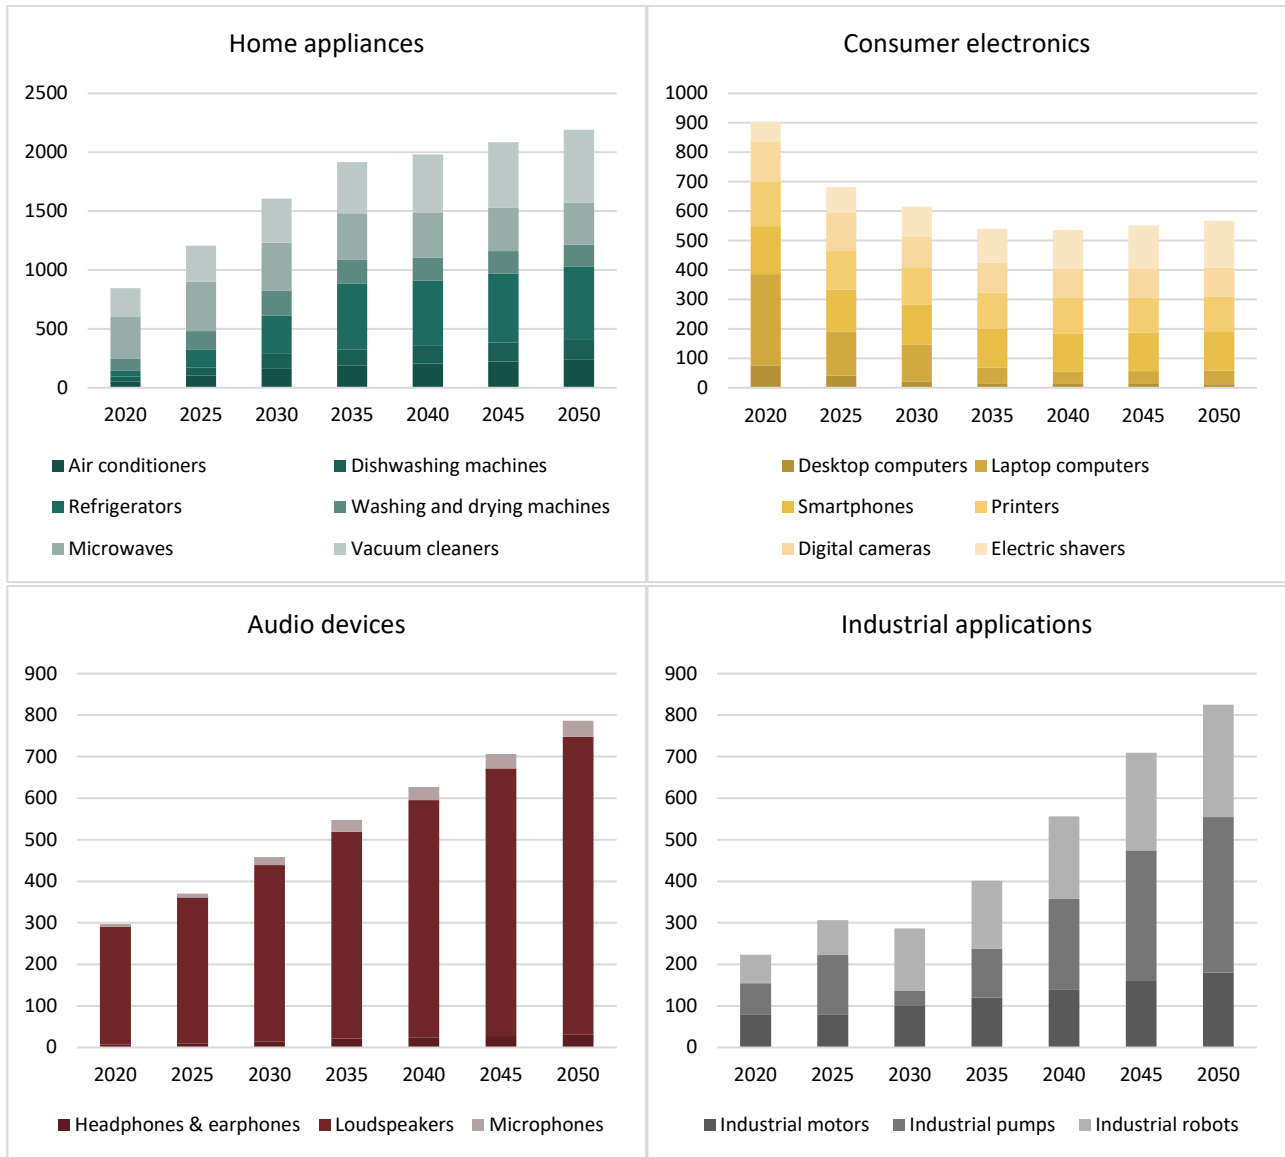 Home appliances
2500
2000
1500
1000
500
0
2020 2025 2030 2035 2040 2045 2050
Air conditioners Dishwashing machines
Refrigerators Washing and drying machines
Microwaves Vacuum cleaners
Consumer electronics
1000
900
800
700
600
500
400
300
200
100
0
2020 2025 2030 2035 2040 2045 2050
Desktop computers Laptop computers
Smartphones Printers
Digital cameras Electric shavers
Audio devices
900
800
700
600
500
400
300
200
100
0
2020 2025 2030 2035 2040 2045 2050
Headphones & earphones Loudspeakers Microphones
Industrial applications
900
800
700
600
500
400
300
200
100
0
2020 2025 2030 2035 2040 2045 2050
Industrial motors Industrial pumps Industrial robots